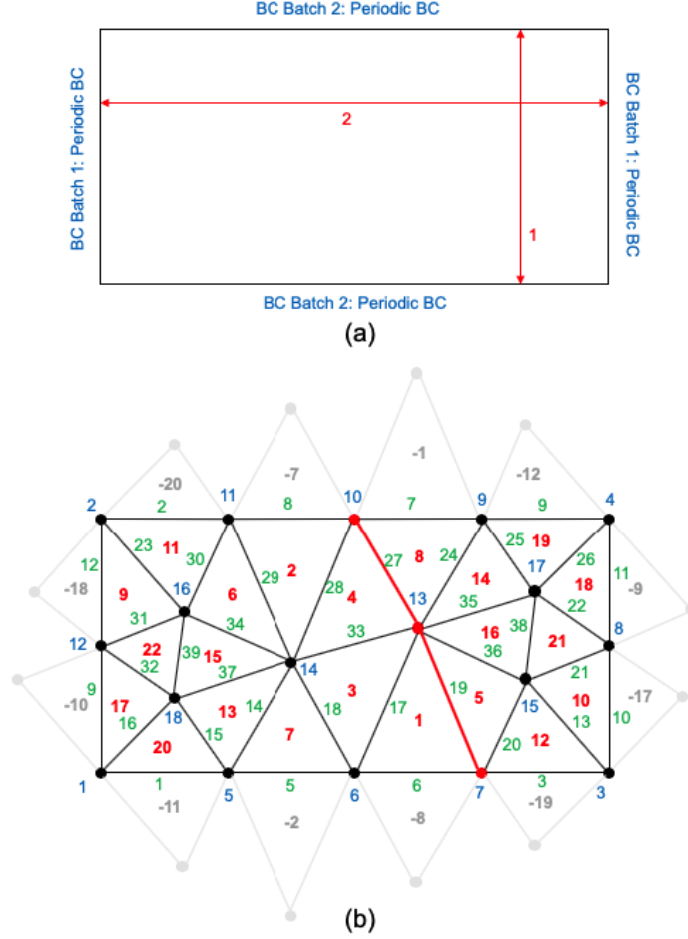 BC Batch 2: Periodic BC
BC Batch 1: Periodic BC
2
BC Batch 1: Periodic BC
1
BC Batch 2: Periodic BC
(a)
-1
-7
-12
-20
2 11 10 9 4
2 8 7 9
23 11 30 27 8 24 25 19
12 29 2 17 26 11
-18 16 28 13 14 18 -9
9 6 4 35 22
31 34 33 16 38 8
12 22 39 15 36 21
32 37 14 21
9 3 19 5 10 -17
-10 17 18 13 14 18 17 1 15 13 10
16 15 7 20 12
20
1 1 5 5 6 6 7 3 3
-11 -2 -8 -19
(b)